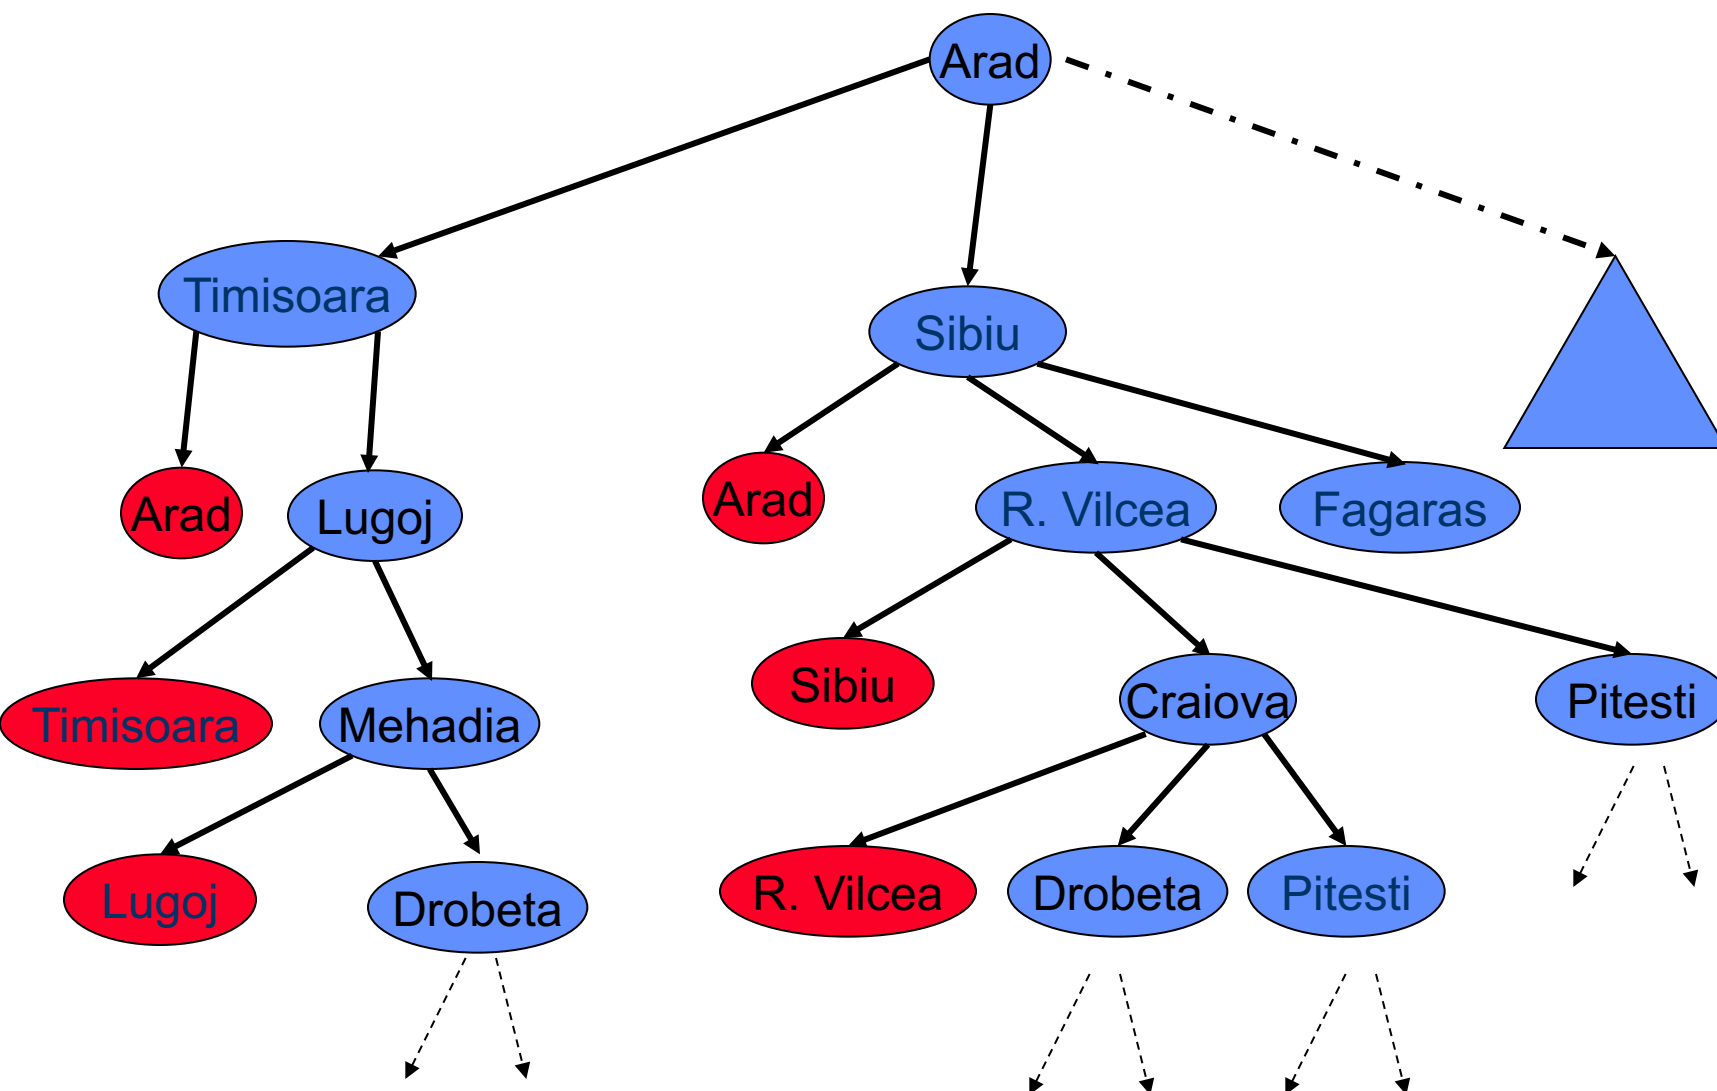 Arad
Timisoara
Sibiu
Arad
Lugoj
Arad
R. Vilcea
Fagaras
Timisoara
Mehadia
Sibiu
Craiova
Pitesti
Lugoj
Drobeta
R. Vilcea
Drobeta
Pitesti